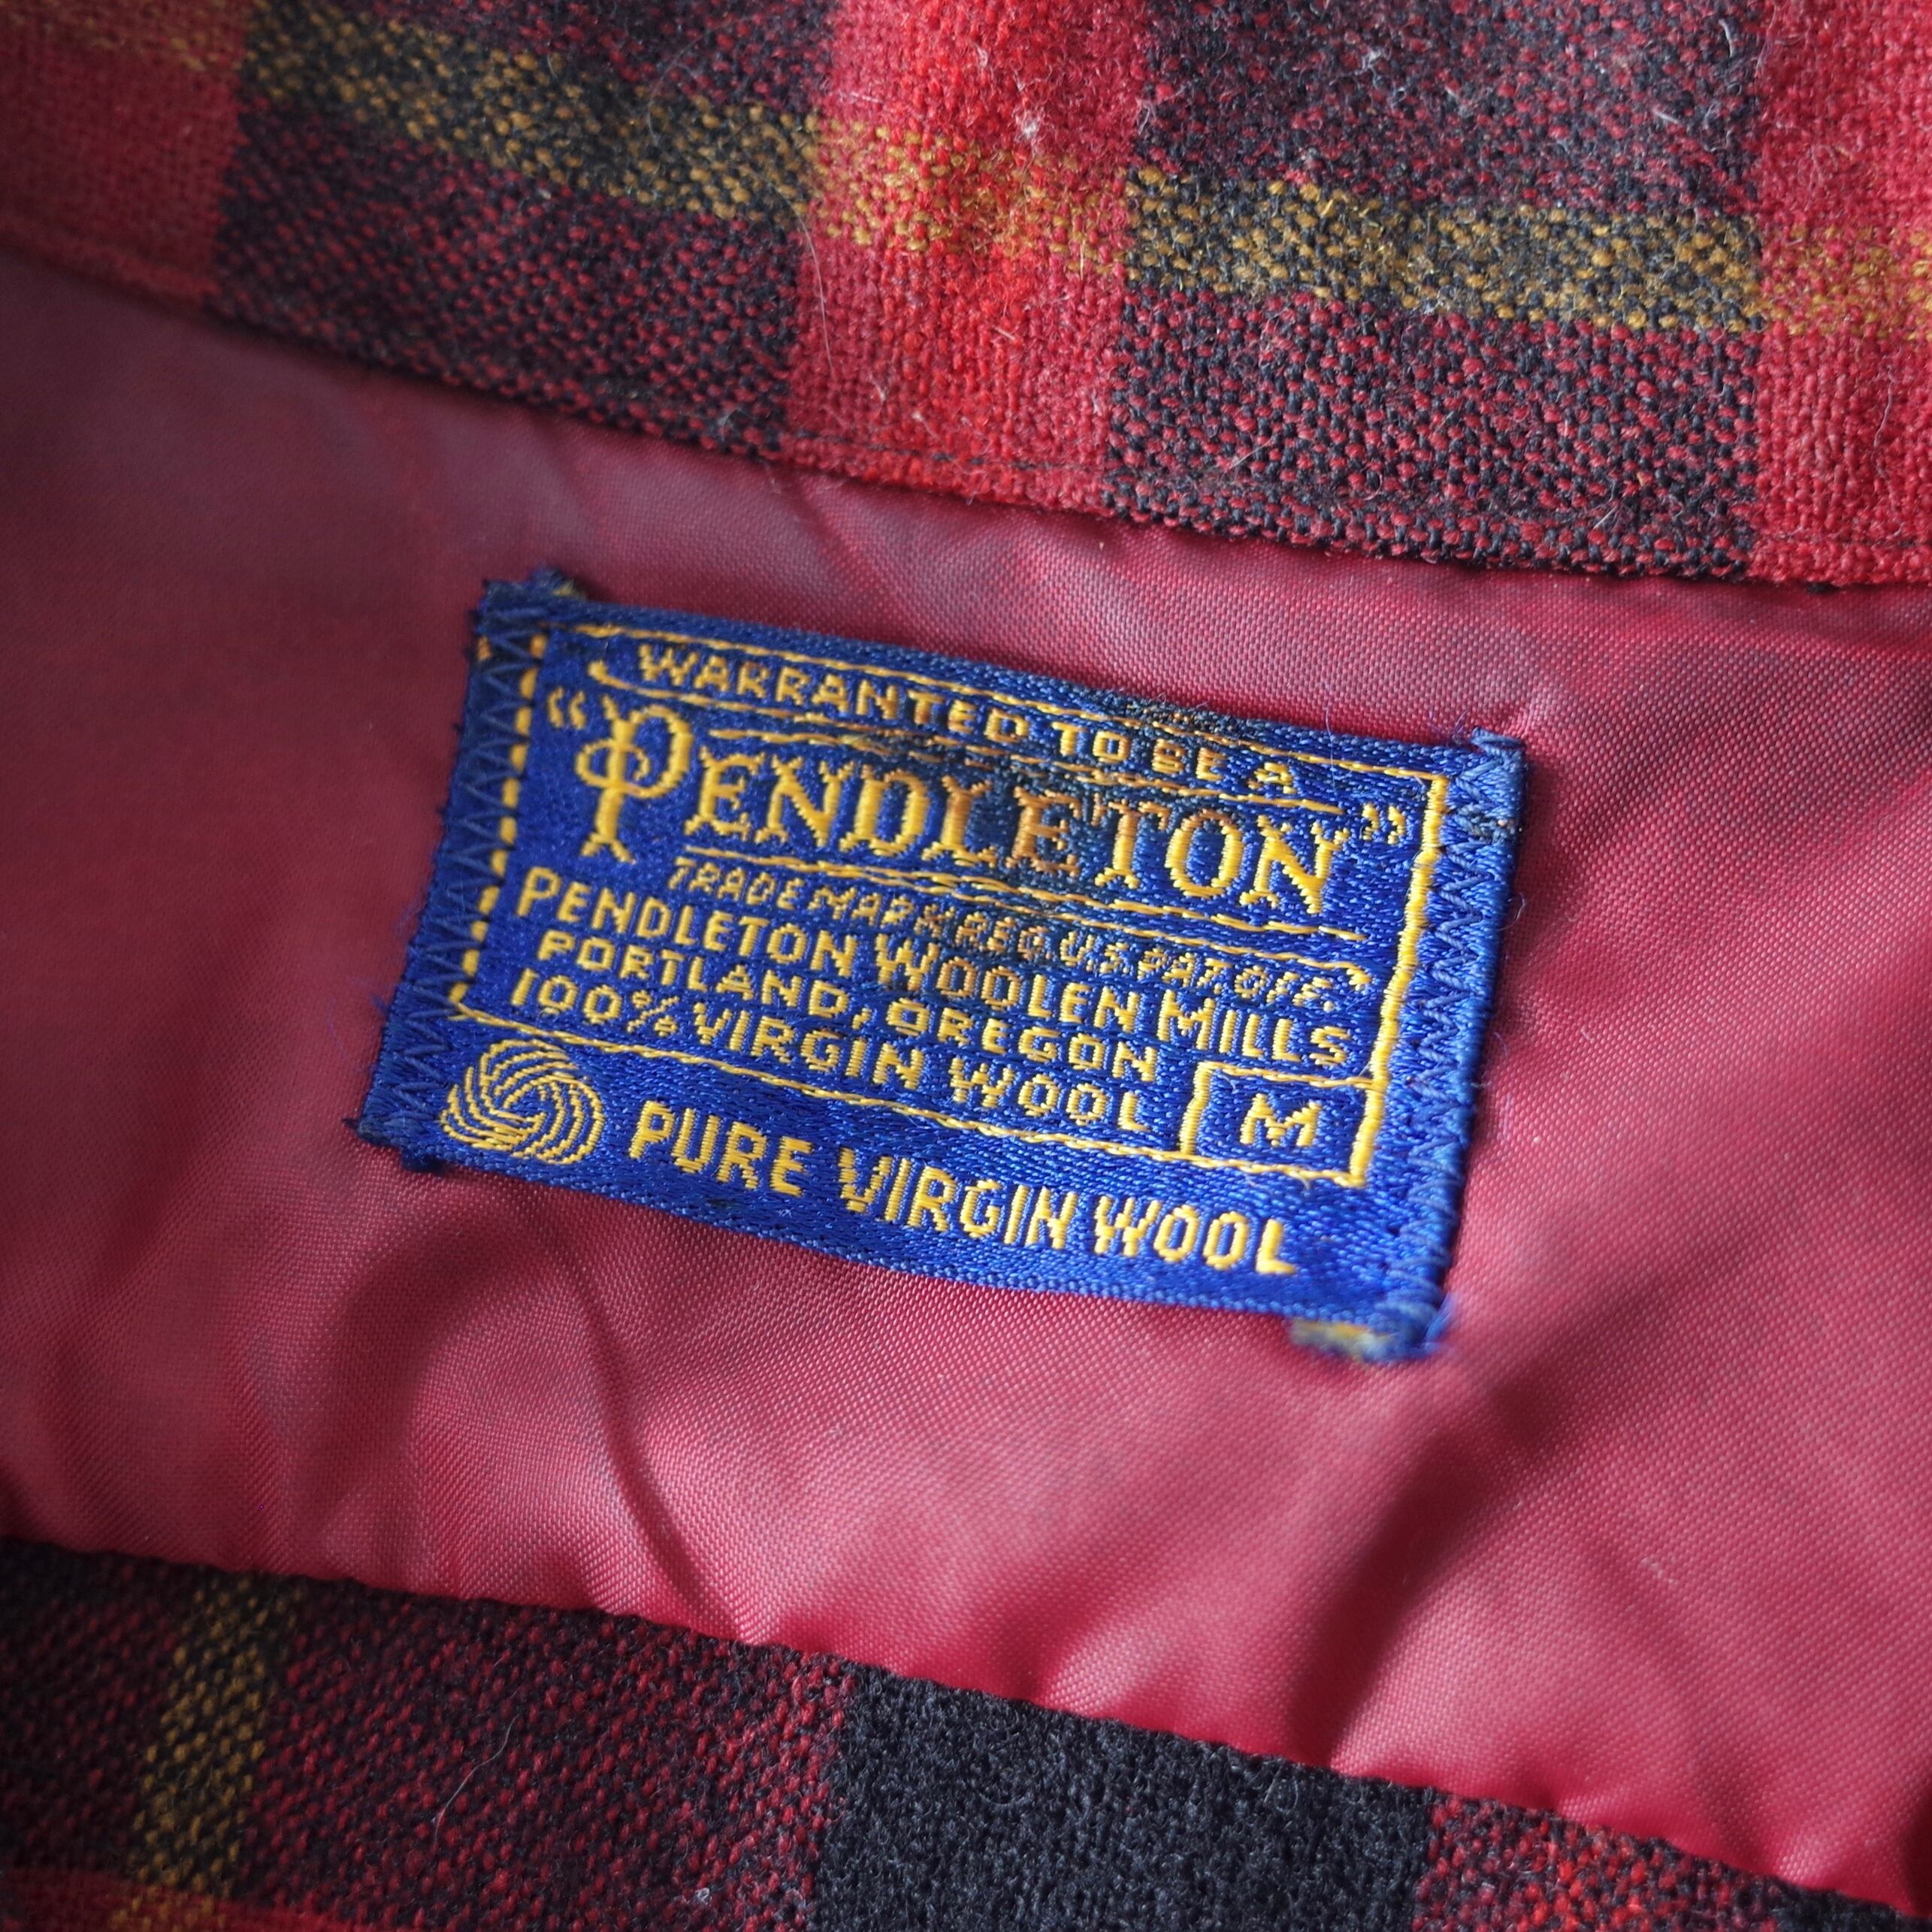 WARRANTED TO BE A
“PENDLETON”
TRADE MARK REG. U.S. PAT. OFF.
PENDLETON WOOLEN MILLS
PORTLAND, OREGON
100% VIRGIN WOOL
M
PURE VIRGIN WOOL